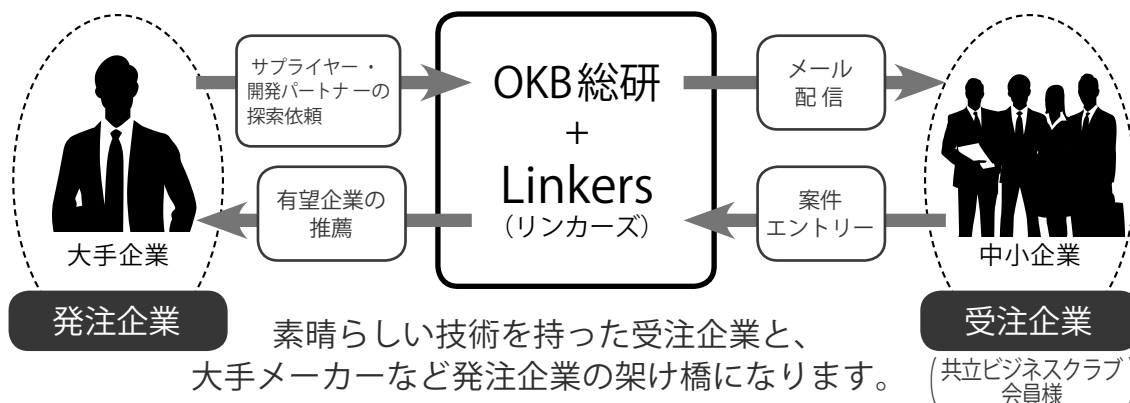 サプライヤー・
開発パートナーの
探索依頼
OKB総研
+
Linkers
（リンカーズ）
メール
配信
有望企業の
推薦
案件
エントリー
大手企業
中小企業
発注企業
受注企業
素晴らしい技術を持った受注企業と、
大手メーカーなど発注企業の架け橋になります。
（共立ビジネスクラブ
会員様）